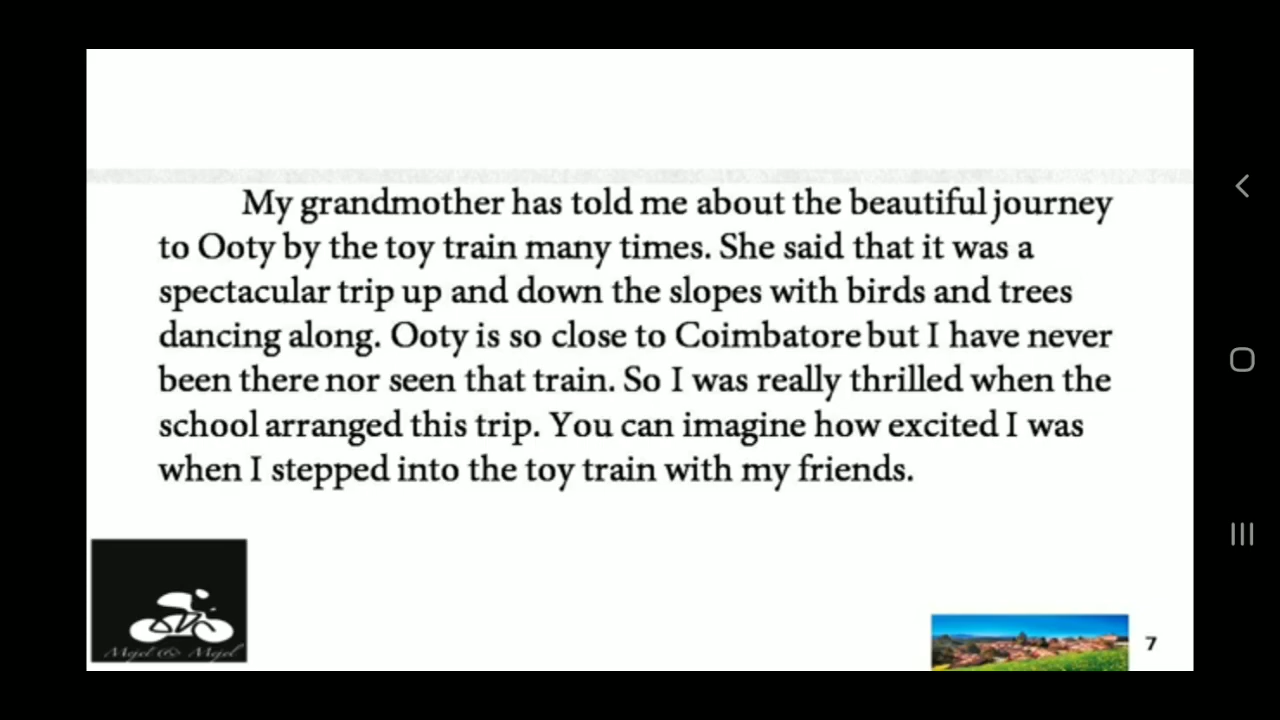 My grandmother has told me about the beautiful journey
to Ooty by the toy train many times. She said that it was a
spectacular trip up and down the slopes with birds and trees
dancing along. Ooty is so close to Coimbatore but I have never
been there nor seen that train. So I was really thrilled when the
school arranged this trip. You can imagine how excited I was
when I stepped into the toy train with my friends.
Mejel & Mejel
7